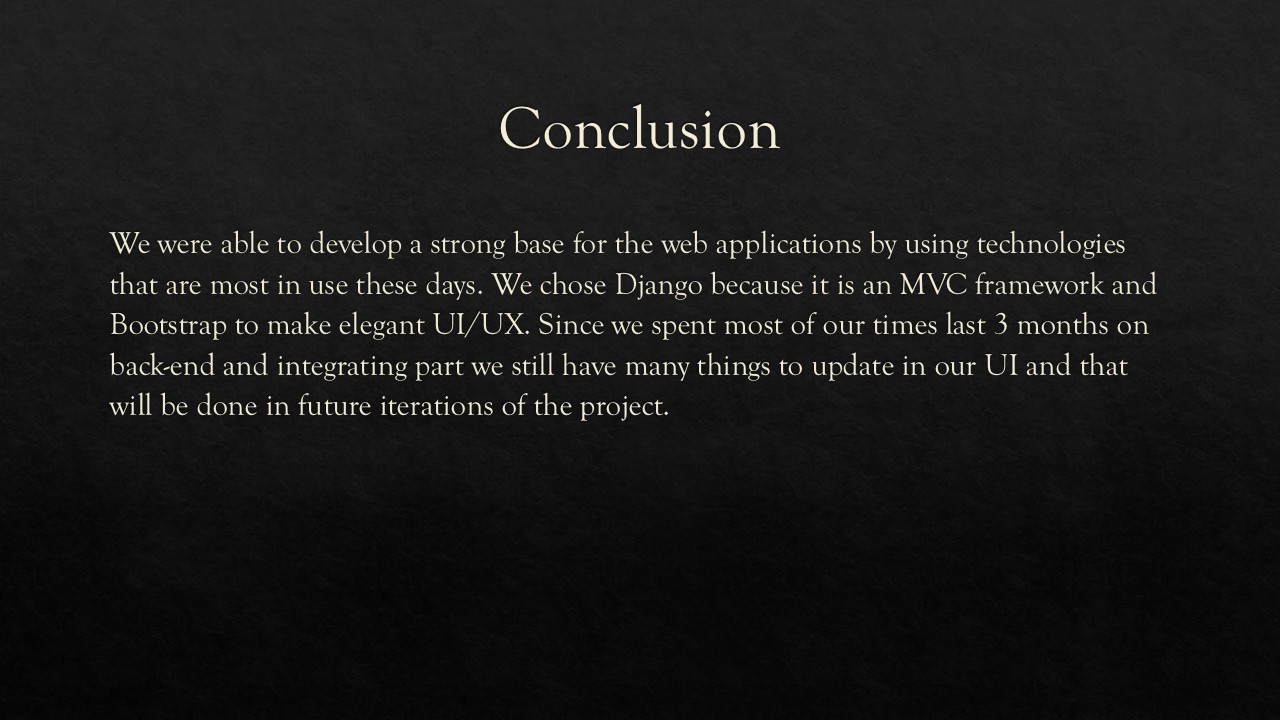 Conclusion
We were able to develop a strong base for the web applications by using technologies
that are most in use these days. We chose Django because it is an MVC framework and
Bootstrap to make elegant UI/UX. Since we spent most of our times last 3 months on
back-end and integrating part we still have many things to update in our UI and that
will be done in future iterations of the project.